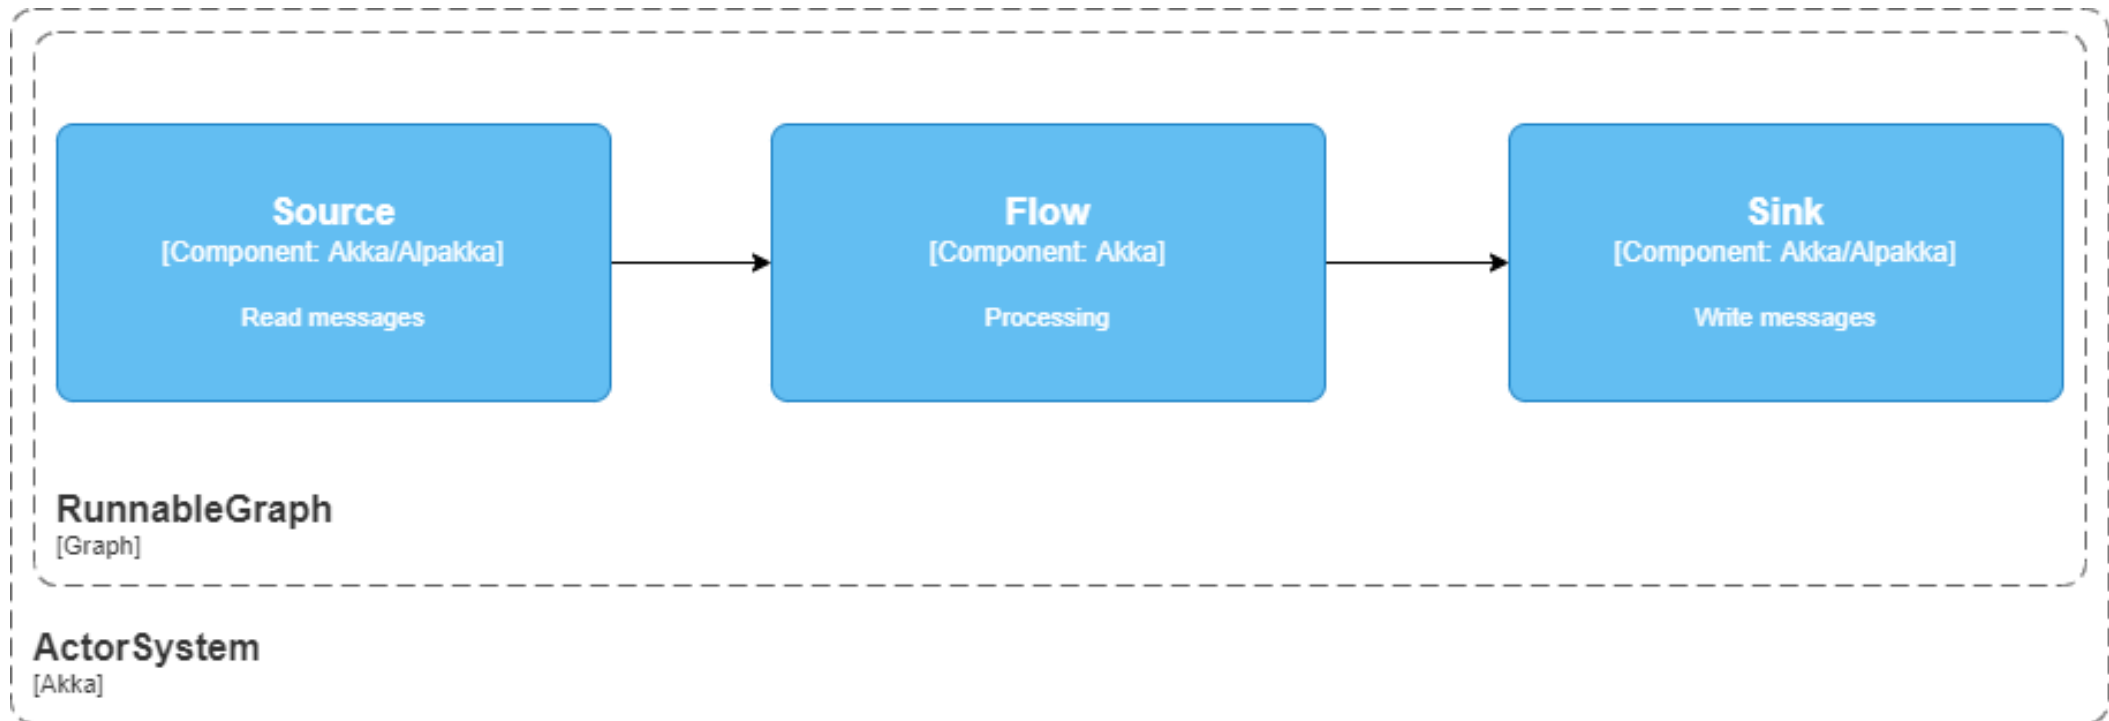 Source
[Component: Akka/Alpakka]
Read messages
Flow
[Component: Akka]
Processing
Sink
[Component: Akka/Alpakka]
Write messages
RunnableGraph
[Graph]
ActorSystem
[Akka]